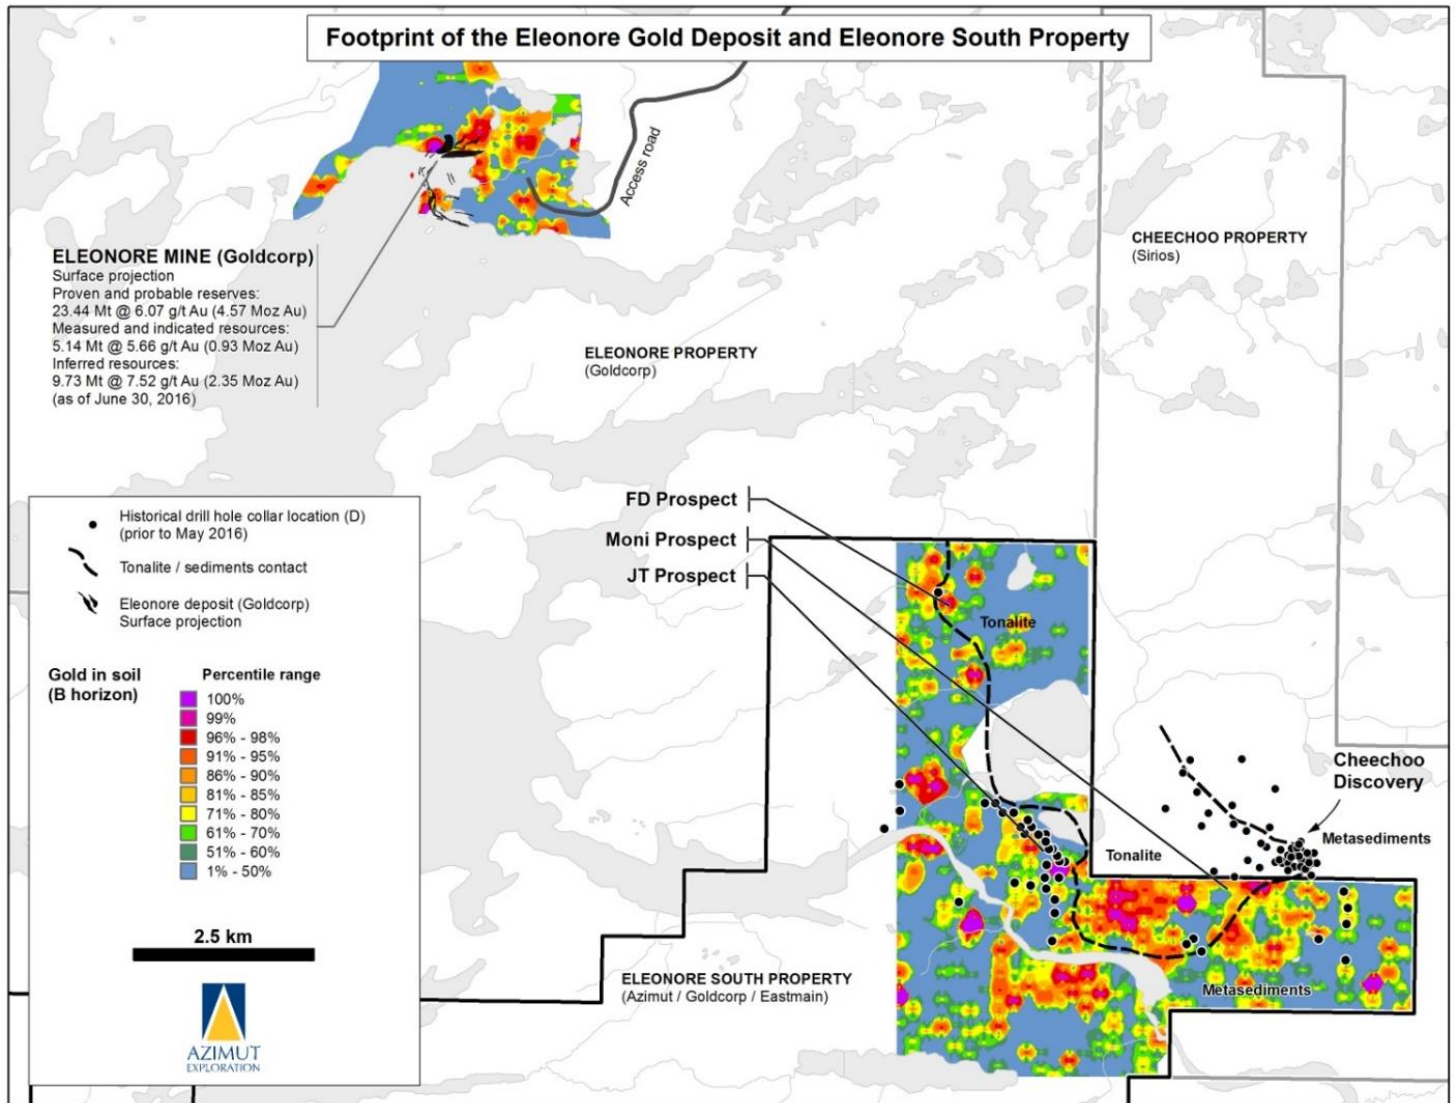 Footprint of the Eleonore Gold Deposit and Eleonore South Property
Access road
ELEONORE MINE (Goldcorp)
Surface projection
Proven and probable reserves:
23.44 Mt @ 6.07 g/t Au (4.57 Moz Au)
Measured and indicated resources:
5.14 Mt @ 5.66 g/t Au (0.93 Moz Au)
Inferred resources:
9.73 Mt @ 7.52 g/t Au (2.35 Moz Au)
(as of June 30, 2016)
CHEECHOO PROPERTY
(Sirios)
ELEONORE PROPERTY
(Goldcorp)
FD Prospect
Moni Prospect
JT Prospect
Historical drill hole collar location (D)
(prior to May 2016)
Tonalite / sediments contact
Eleonore deposit (Goldcorp)
Surface projection
Gold in soil
(B horizon)
Percentile range
100%
99%
96% - 98%
91% - 95%
86% - 90%
81% - 85%
71% - 80%
61% - 70%
51% - 60%
1% - 50%
2.5 km
AZIMUT
EXPLORATION
Tonalite
Cheechoo
Discovery
Metasediments
Tonalite
ELEONORE SOUTH PROPERTY
(Azimut / Goldcorp / Eastmain)
Metasediments